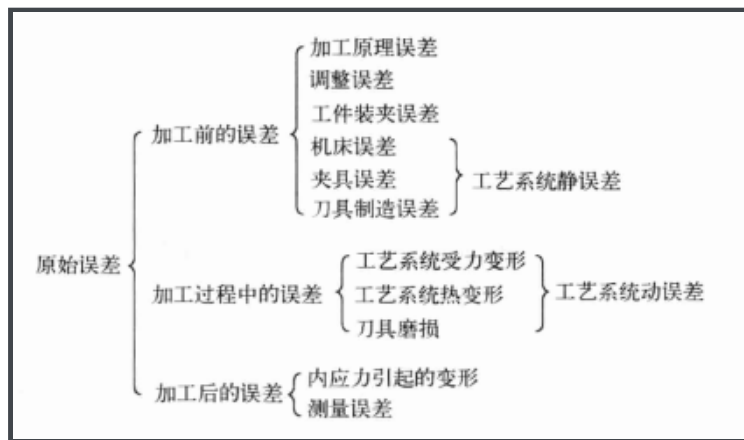 加工原理误差
调整误差
工件装夹误差
加工前的误差
机床误差
夹具误差
工艺系统静误差
刀具制造误差
原始误差
工艺系统受力变形
加工过程中的误差
工艺系统热变形
工艺系统动误差
刀具磨损
内应力引起的变形
加工后的误差
测量误差